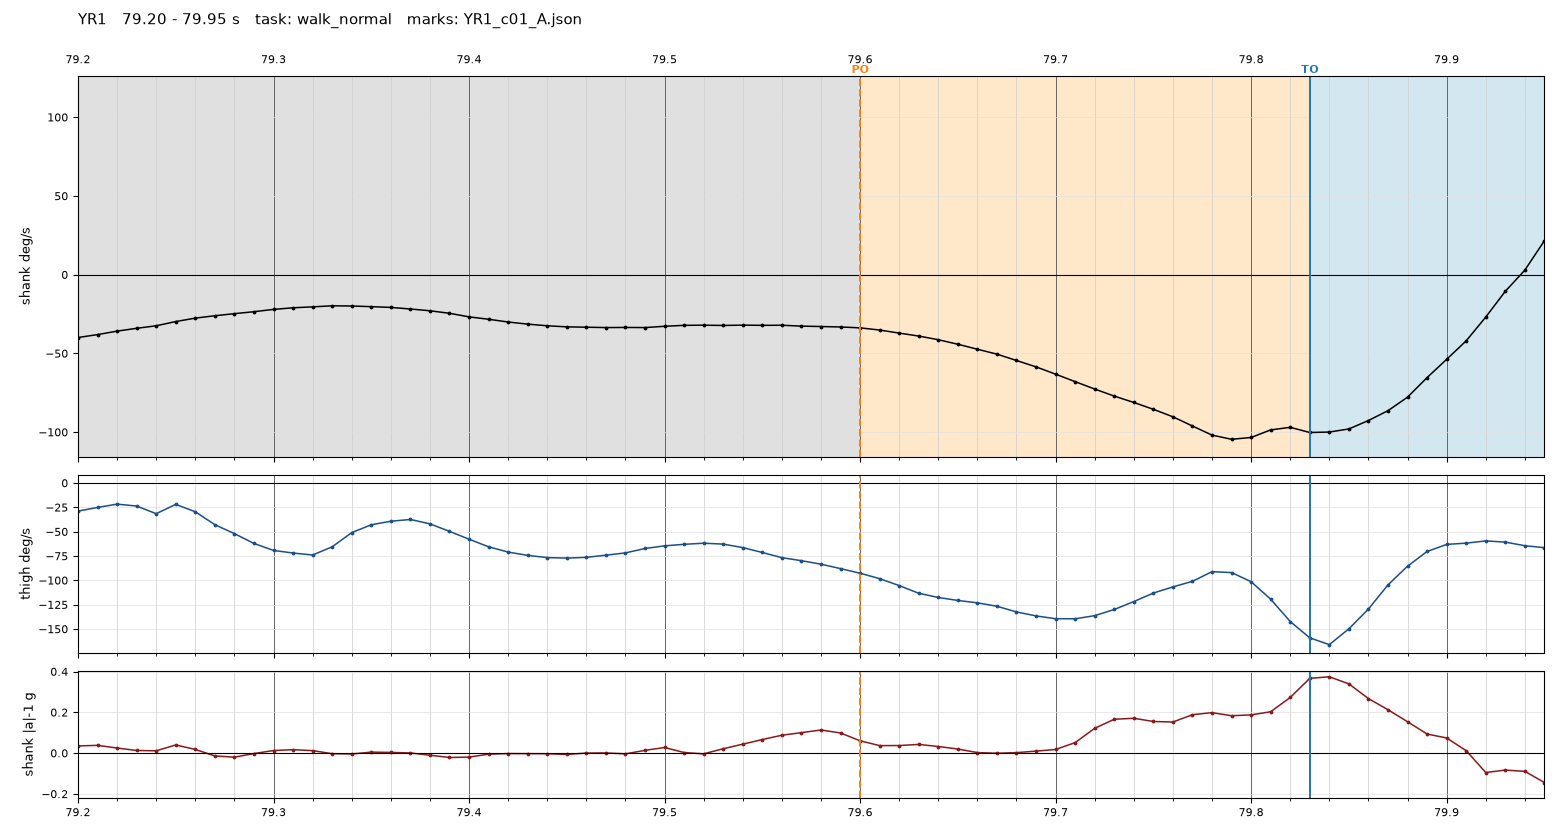 YR1   79.20 - 79.95 s   task: walk_normal   marks: YR1_c01_A.json
79.2 79.3 79.4 79.5 79.6 79.7 79.8 79.9
PO TO
100
50
0
−50
−100
shank deg/s
0
−25
−50
−75
−100
−125
−150
thigh deg/s
0.4
0.2
0.0
−0.2
shank |a|-1 g
79.2 79.3 79.4 79.5 79.6 79.7 79.8 79.9